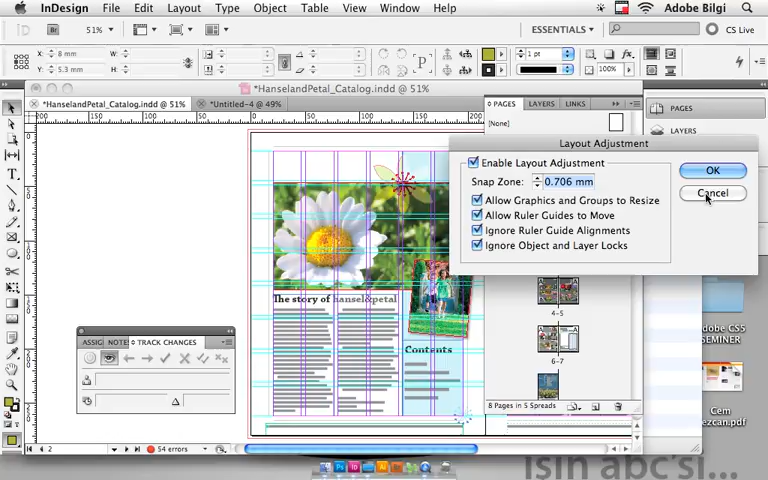 InDesign File Edit Layout Type Object Table View Window Help Adobe Bilgi
51% ESSENTIALS CS Live
X: 8 mm W: 1 pt
Y: 5.3 mm H: 100%
*HanselandPetal_Catalog.indd @ 51%
*HanselandPetal_Catalog.indd @ 51% *Untitled-4 @ 49% PAGES LAYERS LINKS PAGES
[None] LAYERS
Layout Adjustment
Enable Layout Adjustment OK
Snap Zone: 0.706 mm Cancel
Allow Graphics and Groups to Resize
Allow Ruler Guides to Move
Ignore Ruler Guide Alignments
Ignore Object and Layer Locks
The story of hansel&petal
4-5
ASSIG NOTES TRACK CHANGES
Contents
Adobe CS5
SEMINER
6-7
8 Pages in 5 Spreads
Cem
2 54 errors
işin abc'si...